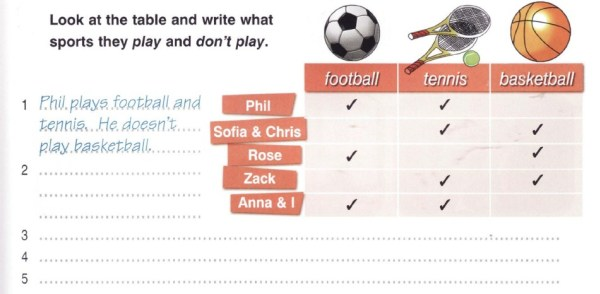 Look at the table and write what
sports they play and don't play.
football tennis basketball
1 Phil plays football and
tennis. He doesn't
play basketball.
Phil
Sofia & Chris
Rose
Zack
Anna & I
2
3
4
5